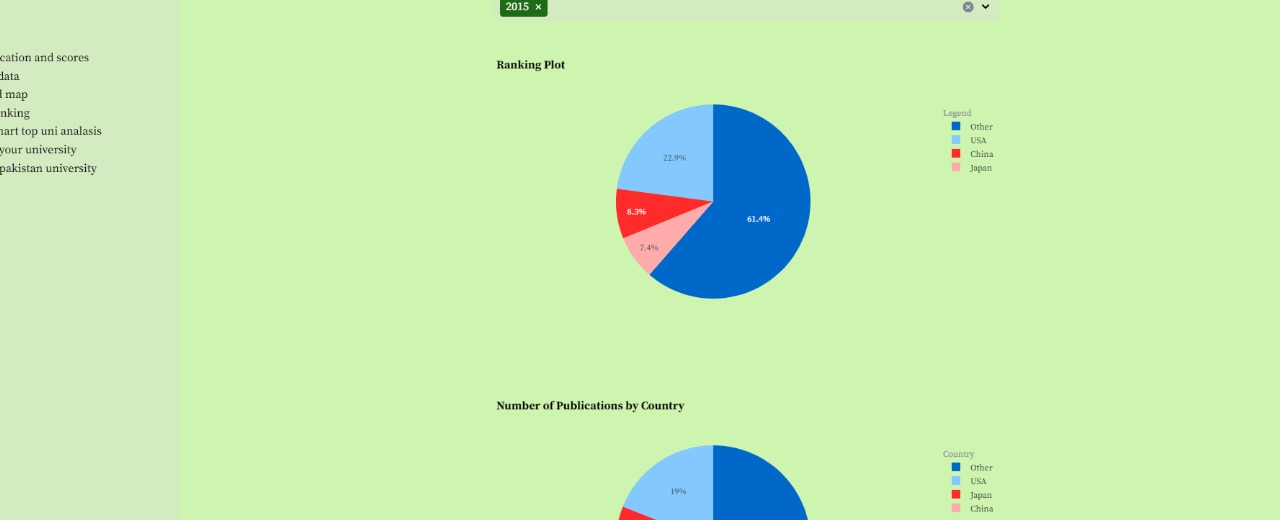 2015 ×
cation and scores
data
map
nking
hart top uni analasis
your university
pakistan university
Ranking Plot
22.9%
8.3%
7.4%
61.4%
Legend
Other
USA
China
Japan
Number of Publications by Country
19%
Country
Other
USA
Japan
China